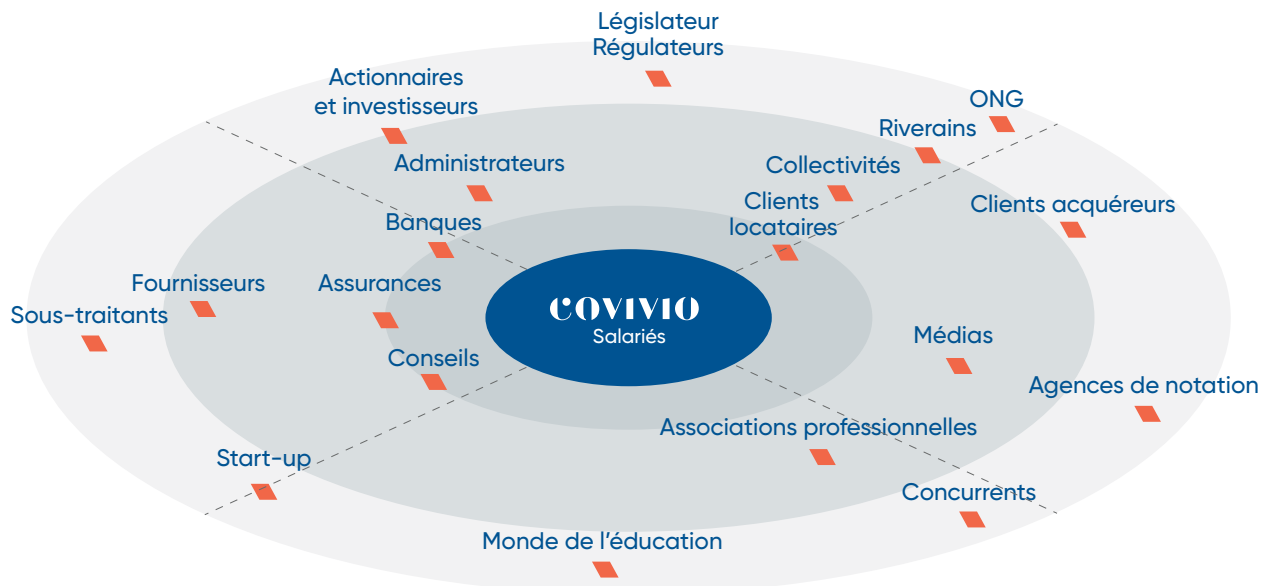 Législateur
Régulateurs
Actionnaires
et investisseurs
ONG
Riverains
Administrateurs
Collectivités
Clients
locataires
Clients acquéreurs
Banques
Fournisseurs
Assurances
Sous-traitants
COVIVIO
Salariés
Médias
Conseils
Agences de notation
Associations professionnelles
Start-up
Concurrents
Monde de l'éducation